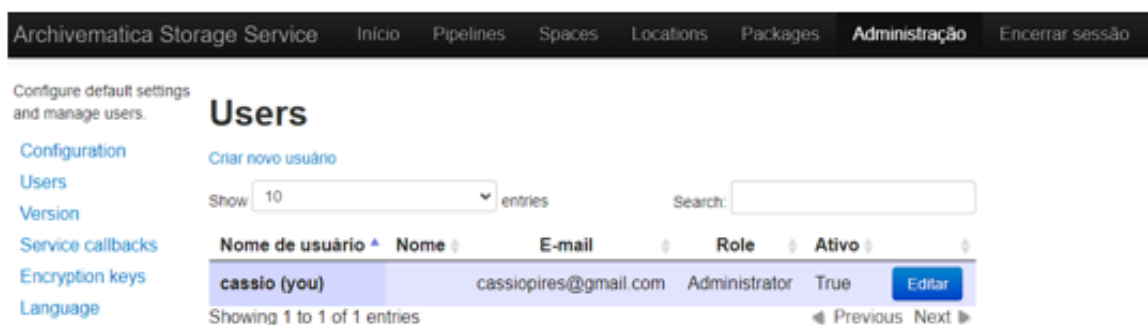 Archivematica Storage Service Início Pipelines Spaces Locations Packages Administração Encerrar sessão
Configure default settings
and manage users.
Configuration
Users
Version
Service callbacks
Encryption keys
Language
Users
Criar novo usuário
Show 10 entries Search:
Nome de usuário Nome E-mail Role Ativo
cassio (you) cassiopires@gmail.com Administrator True Editar
Showing 1 to 1 of 1 entries Previous Next